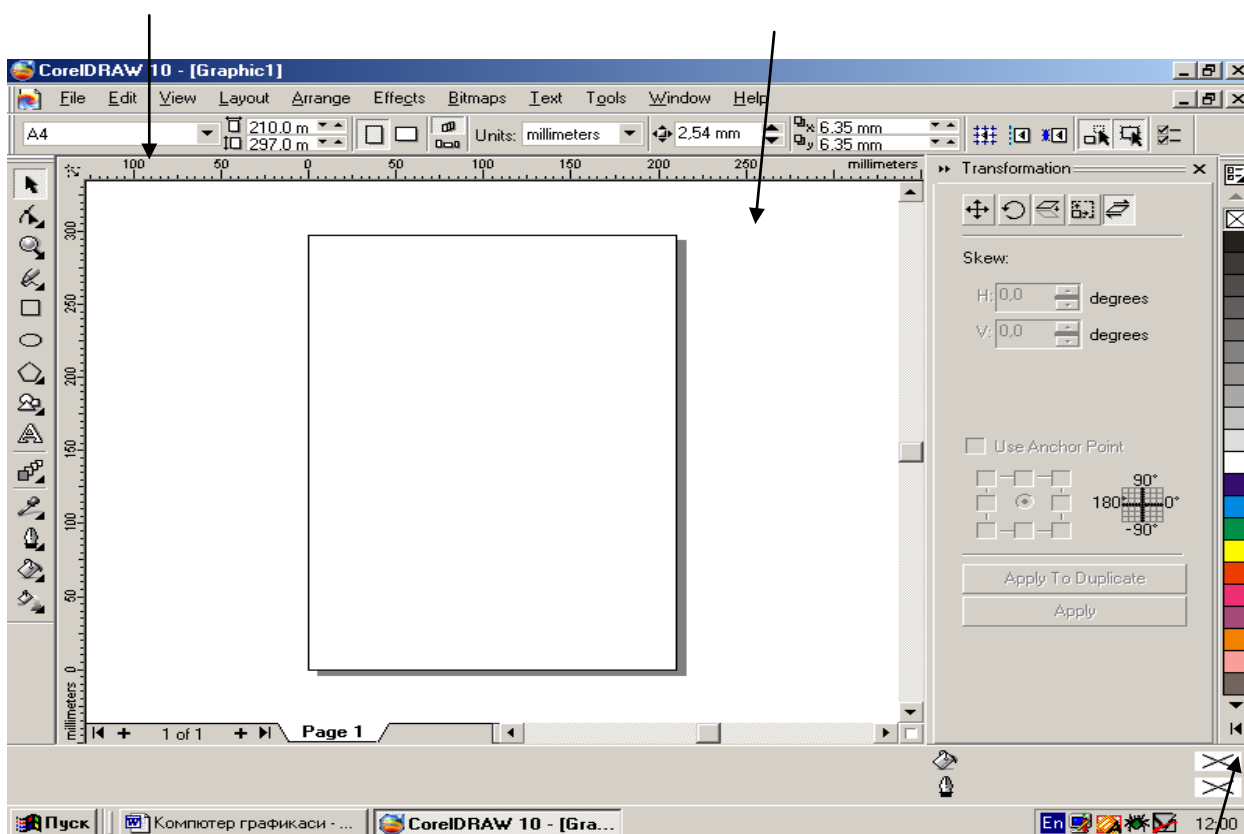 CorelDRAW 10 - [Graphic1]
File Edit View Layout Arrange Effects Bitmaps Text Tools Window Help
A4 210.0 m 297.0 m Units: millimeters 2,54 mm x 6.35 mm y 6.35 mm
100 50 0 50 100 150 200 250 millimeters
300
250
200
150
100
50
0
millimeters
Transformation
Skew:
H: 0,0 degrees
V: 0,0 degrees
Use Anchor Point
90°
180° 0°
-90°
Apply To Duplicate
Apply
1 of 1 Page 1
Пуск Компютер графикаси - ... CorelDRAW 10 - [Gra... En 12:00